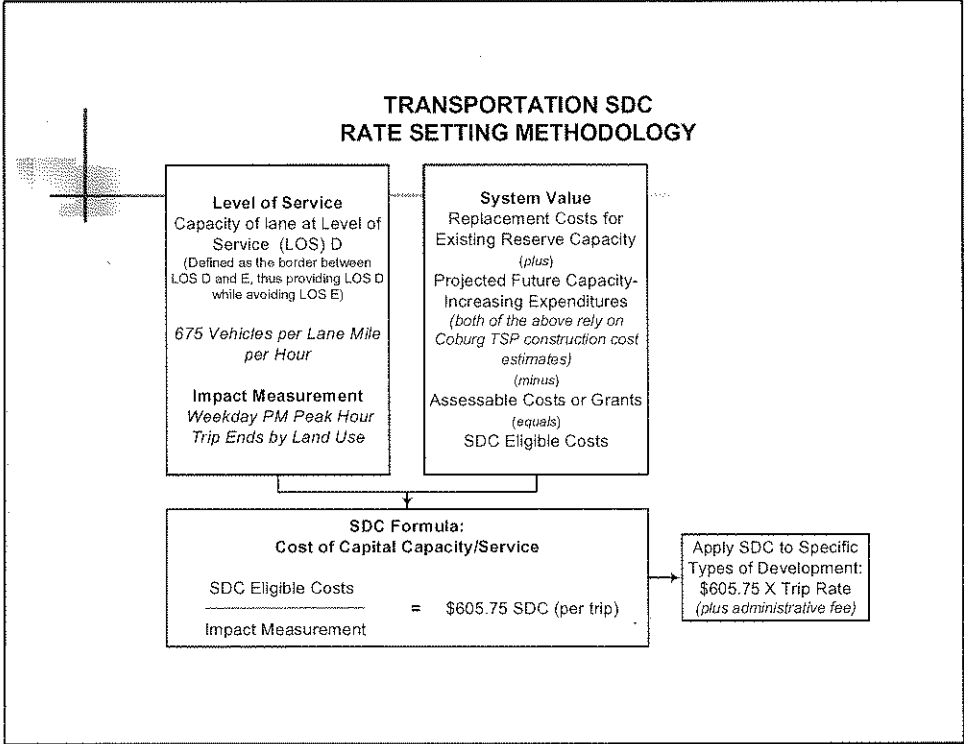 TRANSPORTATION SDC
RATE SETTING METHODOLOGY
Level of Service
Capacity of lane at Level of
Service (LOS) D
(Defined as the border between
LOS D and E, thus providing LOS D
while avoiding LOS E)
675 Vehicles per Lane Mile
per Hour
Impact Measurement
Weekday PM Peak Hour
Trip Ends by Land Use
System Value
Replacement Costs for
Existing Reserve Capacity
(plus)
Projected Future Capacity-
Increasing Expenditures
(both of the above rely on
Coburg TSP construction cost
estimates)
(minus)
Assessable Costs or Grants
(equals)
SDC Eligible Costs
SDC Formula:
Cost of Capital Capacity/Service
SDC Eligible Costs
Impact Measurement
= $605.75 SDC (per trip)
Apply SDC to Specific
Types of Development:
$605.75 X Trip Rate
(plus administrative fee)